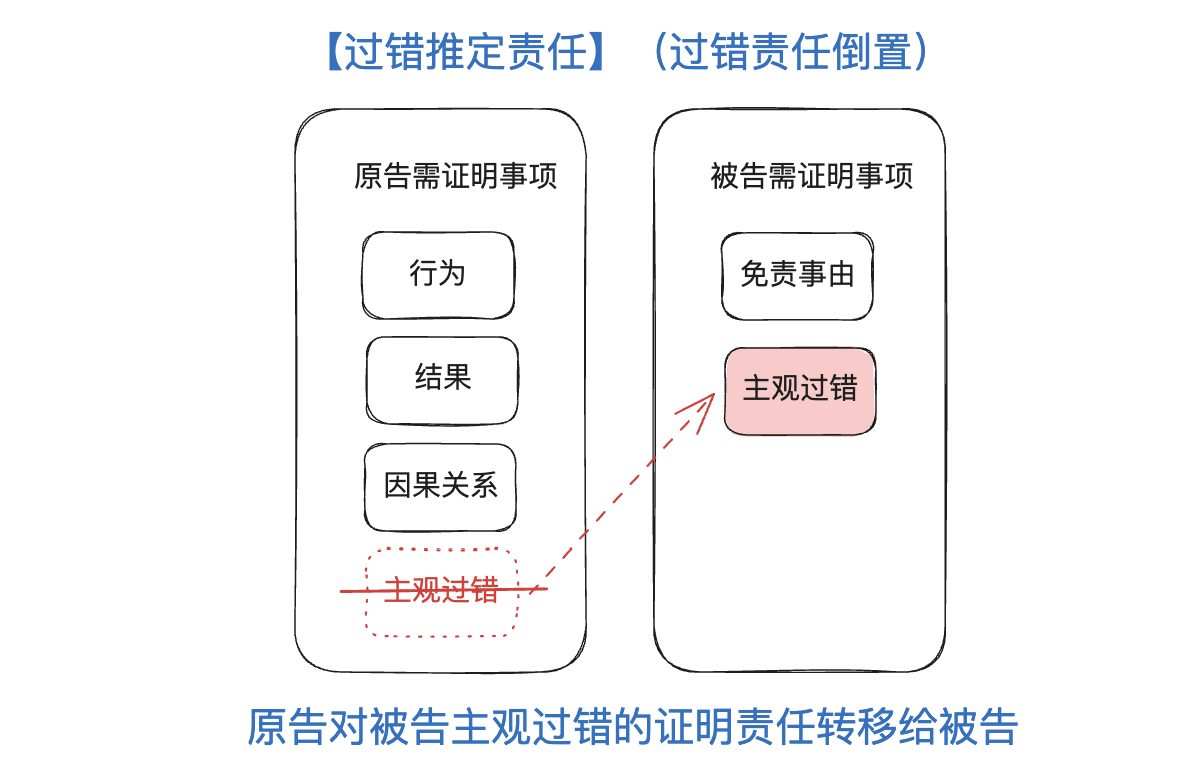 【过错推定责任】（过错责任倒置）
原告需证明事项
行为
结果
因果关系
主观过错
被告需证明事项
免责事由
主观过错
原告对被告主观过错的证明责任转移给被告